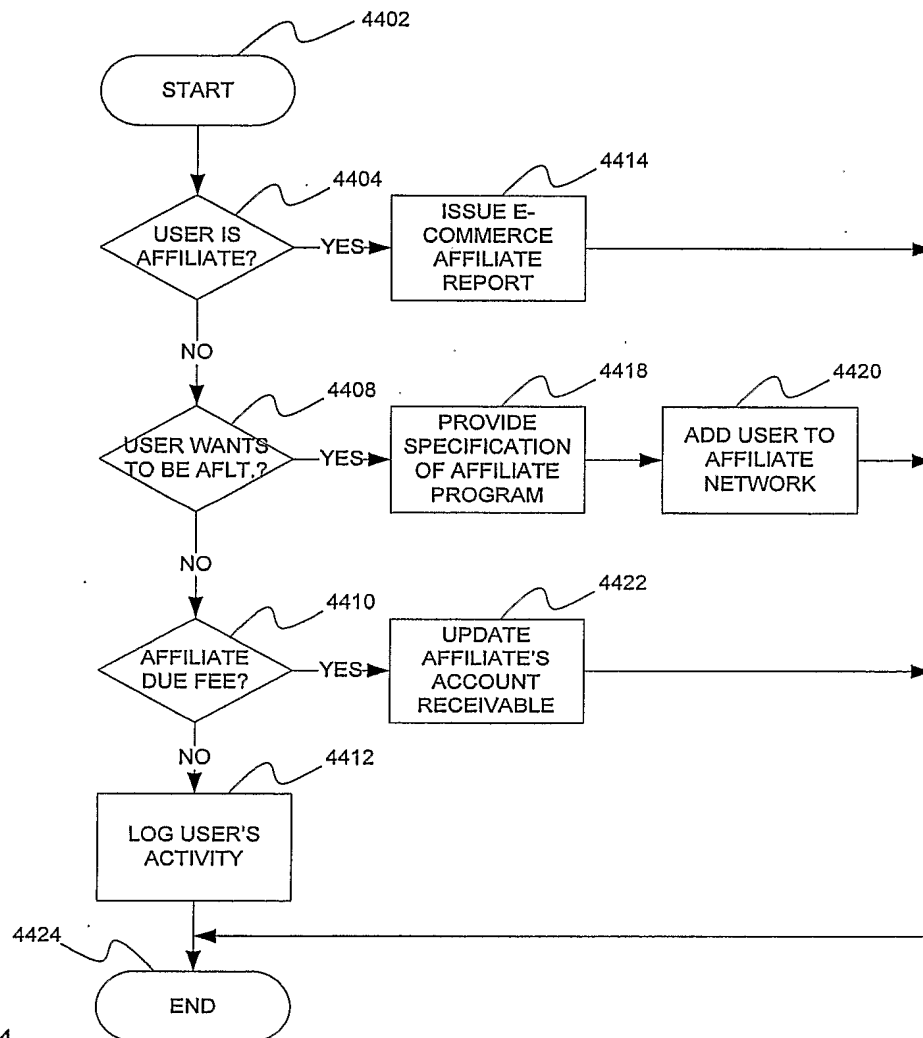 4402
START
4404
USER IS
AFFILIATE?
YES
4414
ISSUE E-
COMMERCE
AFFILIATE
REPORT
NO
4408
USER WANTS
TO BE AFLT.?
YES
4418
PROVIDE
SPECIFICATION
OF AFFILIATE
PROGRAM
4420
ADD USER TO
AFFILIATE
NETWORK
NO
4410
AFFILIATE
DUE FEE?
YES
4422
UPDATE
AFFILIATE'S
ACCOUNT
RECEIVABLE
NO
4412
LOG USER'S
ACTIVITY
4424
END